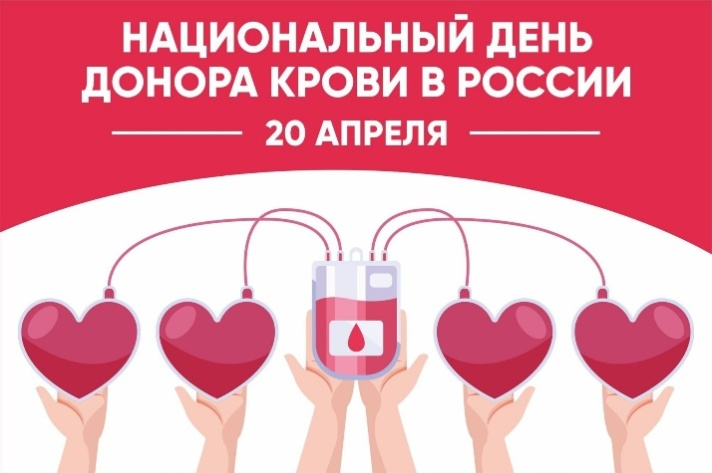 НАЦИОНАЛЬНЫЙ ДЕНЬ
ДОНОРА КРОВИ В РОССИИ
20 АПРЕЛЯ